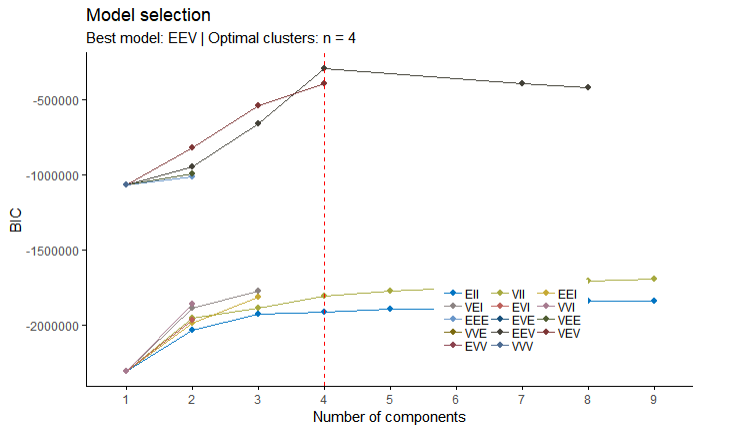 Model selection
Best model: EEV | Optimal clusters: n = 4
-500000
-1000000
-1500000
-2000000
BIC
EII VII EEI
VEI EVI VVI
EEE EVE VEE
VVE EEV VEV
EVV VVV
1 2 3 4 5 6 7 8 9
Number of components